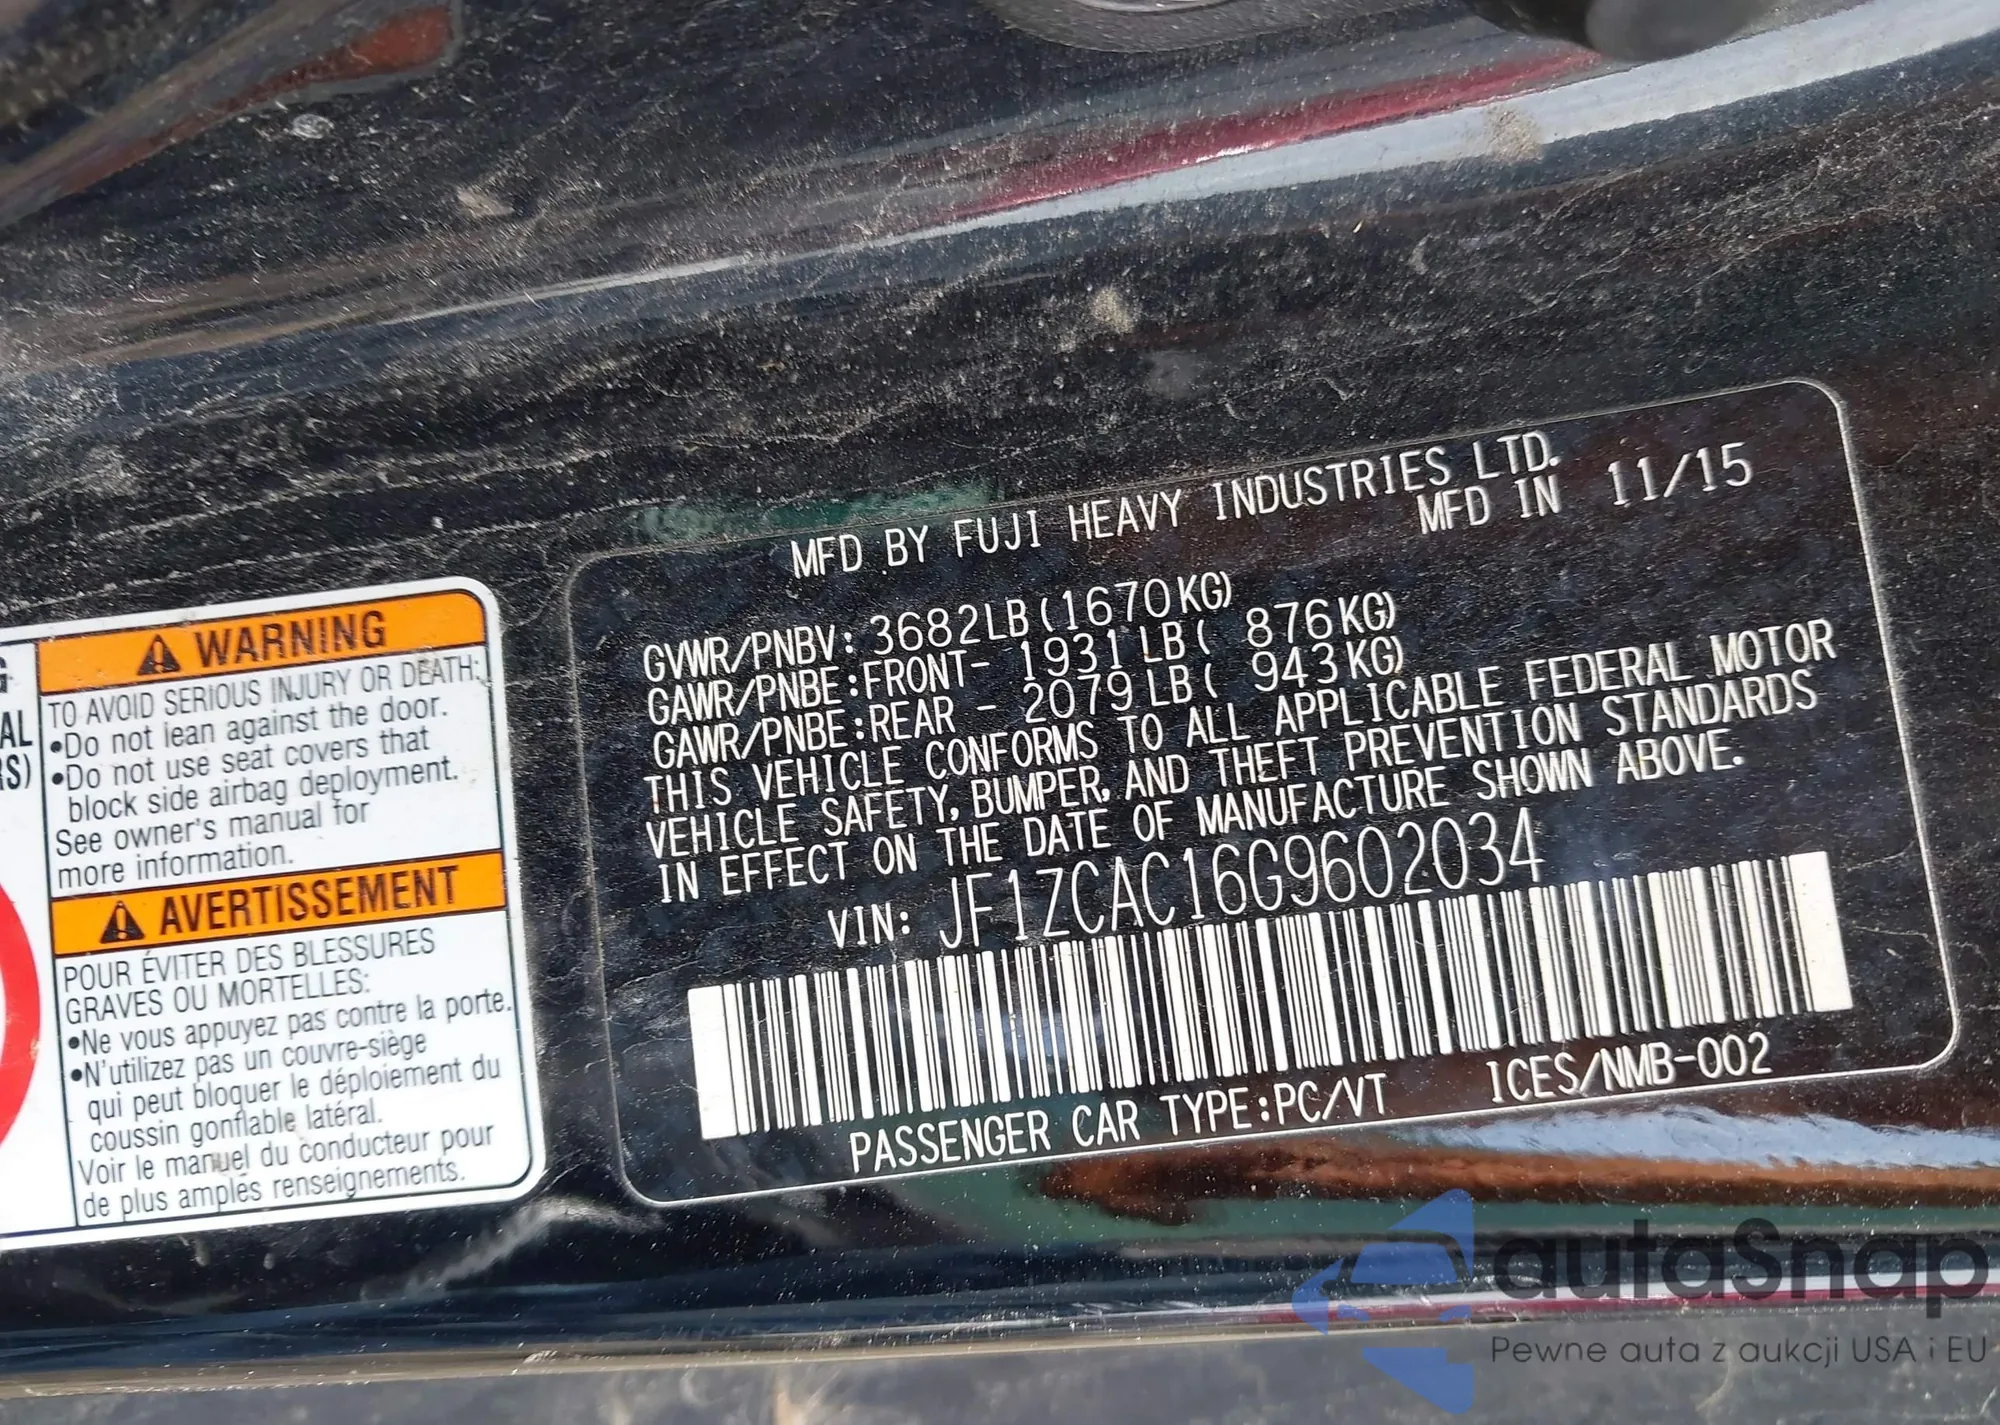 G
AL
RS)
WARNING
TO AVOID SERIOUS INJURY OR DEATH:
•Do not lean against the door.
•Do not use seat covers that
block side airbag deployment.
See owner's manual for
more information.
AVERTISSEMENT
POUR ÉVITER DES BLESSURES
GRAVES OU MORTELLES:
•Ne vous appuyez pas contre la porte.
•N'utilizez pas un couvre-siège
qui peut bloquer le déploiement du
coussin gonflable latéral.
Voir le manuel du conducteur pour
de plus amplés renseignements.
MFD BY FUJI HEAVY INDUSTRIES LTD.
MFD IN 11/15
GVWR/PNBV: 3682LB(1670KG)
GAWR/PNBE:FRONT- 1931LB( 876KG)
GAWR/PNBE:REAR - 2079LB( 943KG)
THIS VEHICLE CONFORMS TO ALL APPLICABLE FEDERAL MOTOR
VEHICLE SAFETY, BUMPER, AND THEFT PREVENTION STANDARDS
IN EFFECT ON THE DATE OF MANUFACTURE SHOWN ABOVE.
VIN: JF1ZCAC16G9602034
PASSENGER CAR TYPE:PC/VT ICES/NMB-002
autaSnap
Pewne auta z aukcji USA i EU